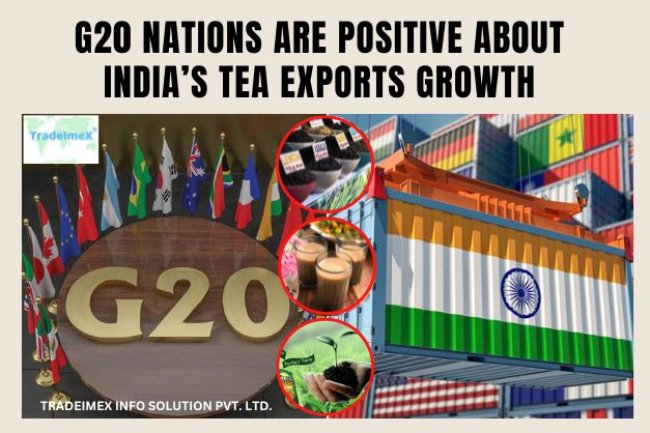 G20 NATIONS ARE POSITIVE ABOUT
INDIA'S TEA EXPORTS GROWTH
TradeImeX
G20
TRADEIMEX INFO SOLUTION PVT. LTD.